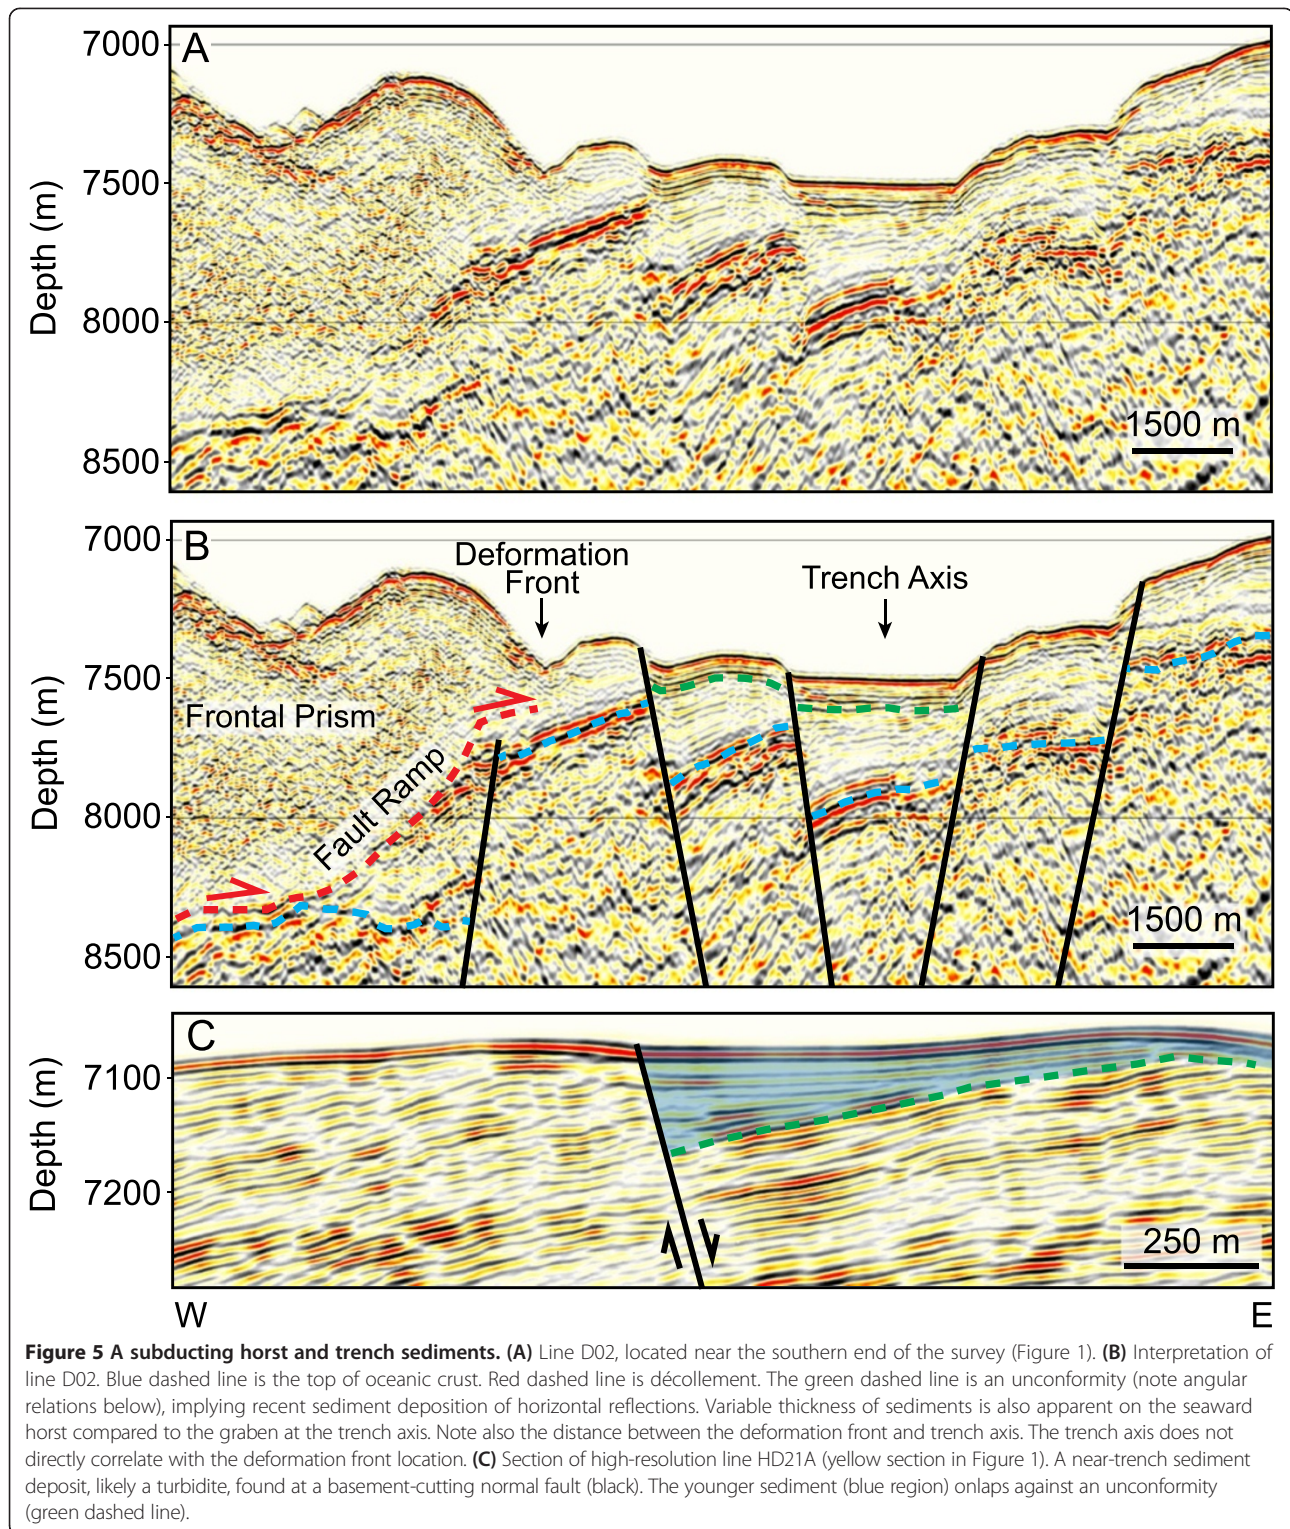 A
7000
7500
8000
8500
Depth (m)
1500 m
B
7000
7500
8000
8500
Depth (m)
Deformation
Front
Trench Axis
Frontal Prism
Fault Ramp
1500 m
C
7100
7200
Depth (m)
250 m
W
E
Figure 5 A subducting horst and trench sediments. (A) Line D02, located near the southern end of the survey (Figure 1). (B) Interpretation of
line D02. Blue dashed line is the top of oceanic crust. Red dashed line is décollement. The green dashed line is an unconformity (note angular
relations below), implying recent sediment deposition of horizontal reflections. Variable thickness of sediments is also apparent on the seaward
horst compared to the graben at the trench axis. Note also the distance between the deformation front and trench axis. The trench axis does not
directly correlate with the deformation front location. (C) Section of high-resolution line HD21A (yellow section in Figure 1). A near-trench sediment
deposit, likely a turbidite, found at a basement-cutting normal fault (black). The younger sediment (blue region) onlaps against an unconformity
(green dashed line).